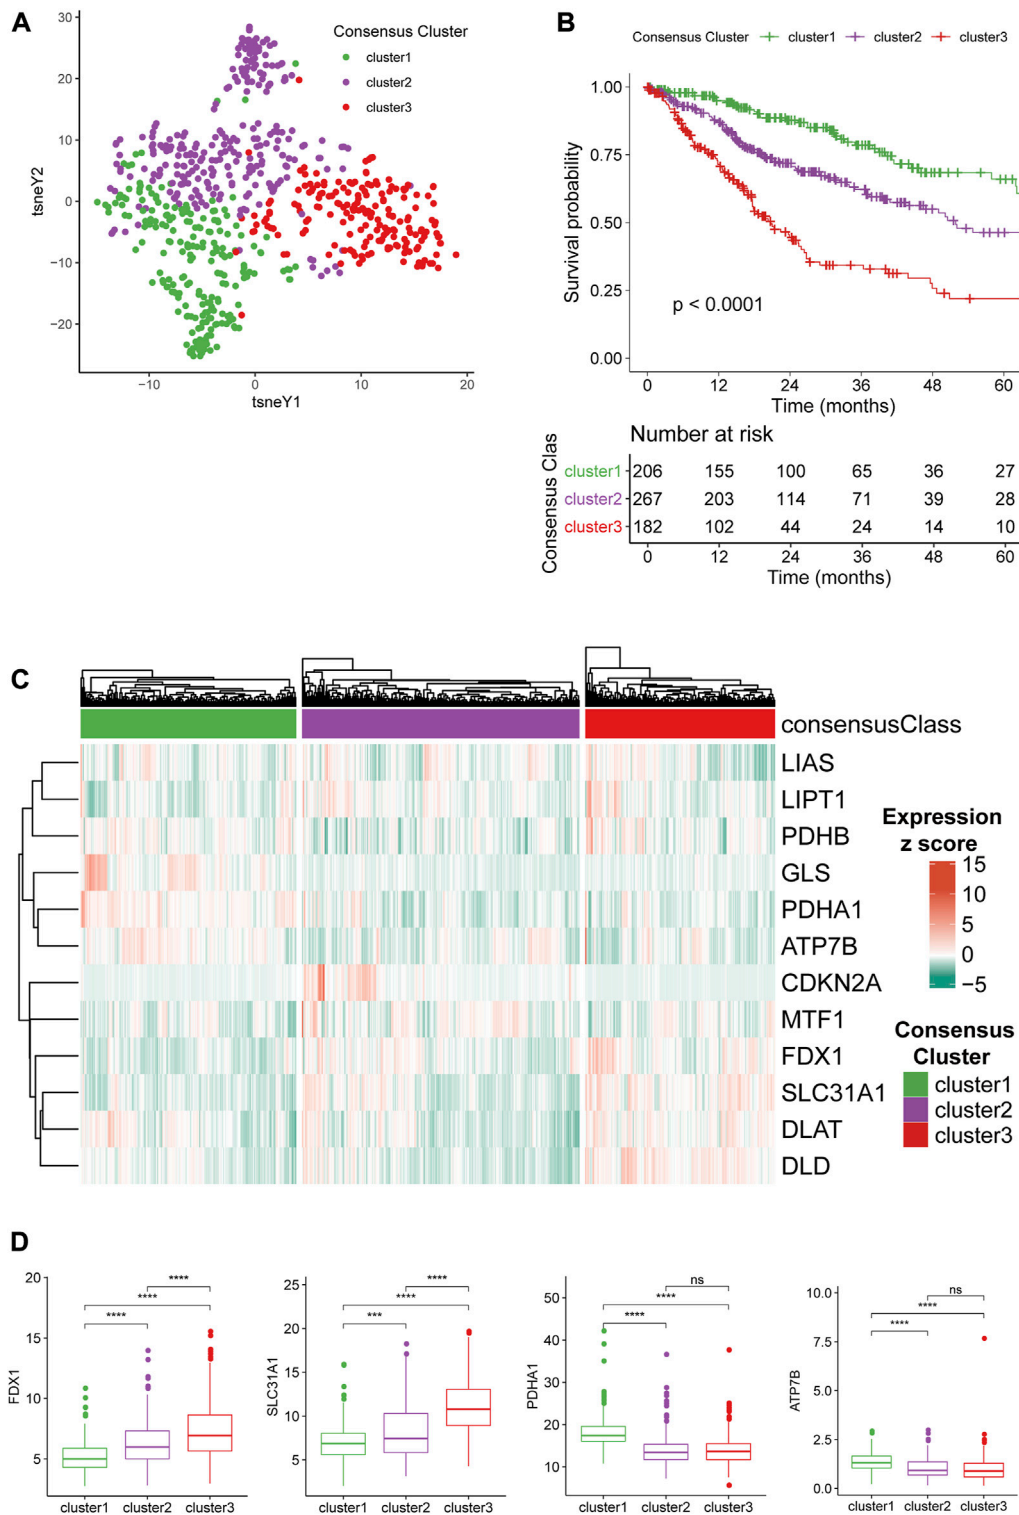 A
Consensus Cluster
cluster1
cluster2
cluster3
30
20
10
0
−10
−20
−10
0
10
20
tsneY1
tsneY2
B
Consensus Cluster cluster1 cluster2 cluster3
1.00
0.75
0.50
0.25
0.00
Survival probability
p < 0.0001
0 12 24 36 48 60
Time (months)
Number at risk
Consensus Clas
cluster1 206 155 100 65 36 27
cluster2 267 203 114 71 39 28
cluster3 182 102 44 24 14 10
0 12 24 36 48 60
Time (months)
C
consensusClass
LIAS
LIPT1
PDHB
GLS
PDHA1
ATP7B
CDKN2A
MTF1
FDX1
SLC31A1
DLAT
DLD
Expression
z score
15
10
5
0
−5
Consensus
Cluster
cluster1
cluster2
cluster3
D
FDX1
20
15
10
5
****
****
****
cluster1 cluster2 cluster3
SLC31A1
25
20
15
10
5
****
****
***
cluster1 cluster2 cluster3
PDHA1
50
40
30
20
10
ns
****
****
cluster1 cluster2 cluster3
ATP7B
10.0
7.5
5.0
2.5
0.0
ns
****
****
cluster1 cluster2 cluster3